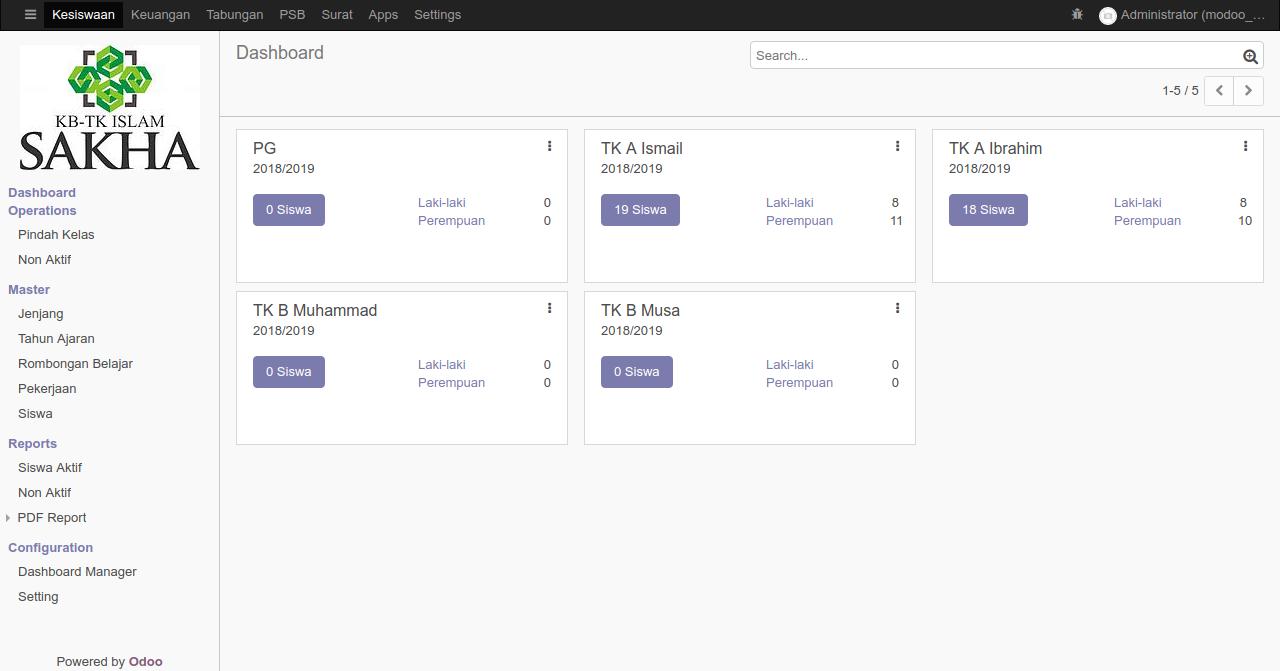 Kesiswaan Keuangan Tabungan PSB Surat Apps Settings Administrator (modoo_...
KB-TK ISLAM
SAKHA
Dashboard
Operations
Pindah Kelas
Non Aktif
Master
Jenjang
Tahun Ajaran
Rombongan Belajar
Pekerjaan
Siswa
Reports
Siswa Aktif
Non Aktif
PDF Report
Configuration
Dashboard Manager
Setting
Powered by Odoo
Dashboard
Search...
1-5 / 5
PG
2018/2019
0 Siswa
Laki-laki 0
Perempuan 0
TK A Ismail
2018/2019
19 Siswa
Laki-laki 8
Perempuan 11
TK A Ibrahim
2018/2019
18 Siswa
Laki-laki 8
Perempuan 10
TK B Muhammad
2018/2019
0 Siswa
Laki-laki 0
Perempuan 0
TK B Musa
2018/2019
0 Siswa
Laki-laki 0
Perempuan 0